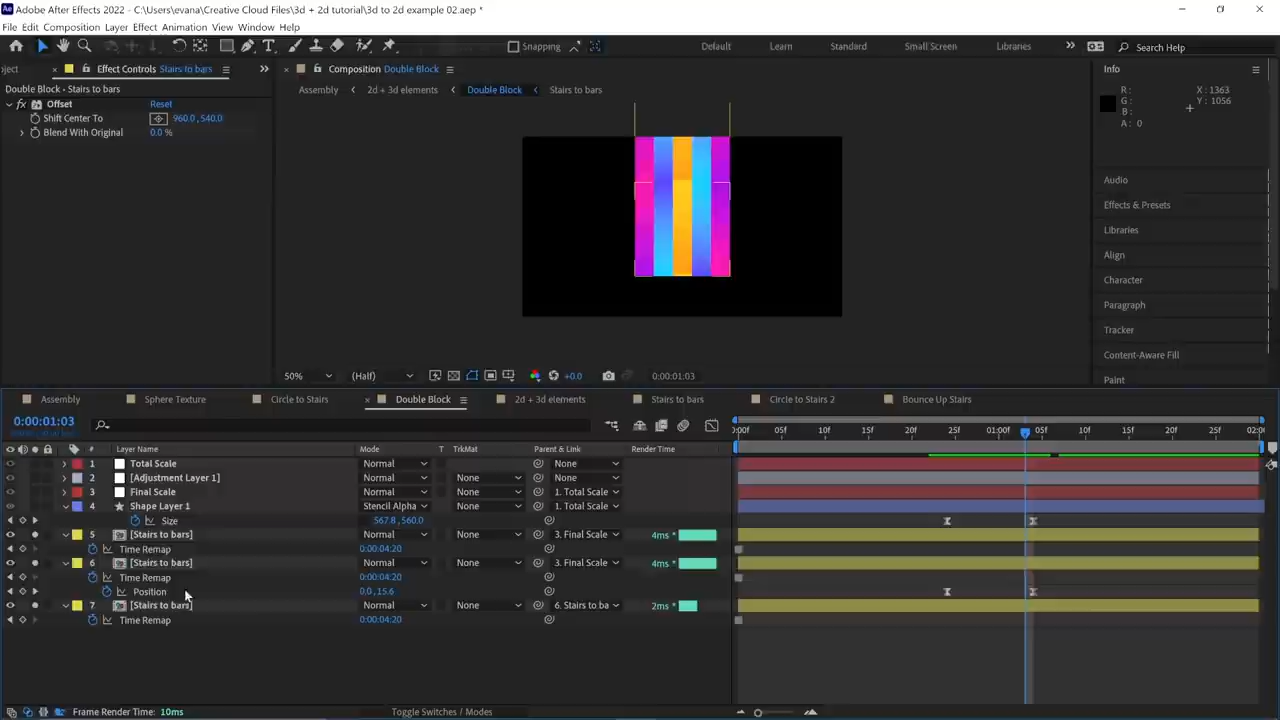 Adobe After Effects 2022 - C:\Users\evana\Creative Cloud Files\3d + 2d tutorial\3d to 2d example 02.aep *
File Edit Composition Layer Effect Animation View Window Help
Snapping Default Learn Standard Small Screen Libraries Search Help
oject Effect Controls Stairs to bars Composition Double Block Info
Double Block · Stairs to bars Assembly 2d + 3d elements Double Block Stairs to bars
fx Offset Reset
Shift Center To 960.0, 540.0
Blend With Original 0.0 %
R: X : 1363
G: Y : 1056
B:
A: 0
Audio
Effects & Presets
Libraries
Align
Character
Paragraph
Tracker
Content-Aware Fill
Paint
50% (Half) +0.0 0:00:01:03
Assembly Sphere Texture Circle to Stairs Double Block 2d + 3d elements Stairs to bars Circle to Stairs 2 Bounce Up Stairs
0:00:01:03
0:00f 05f 10f 15f 20f 25f 01:00f 05f 10f 15f 20f 25f 02:0
# Layer Name Mode T TrkMat Parent & Link Render Time
1 Total Scale Normal None
2 [Adjustment Layer 1] Normal None None
3 Final Scale Normal None 1. Total Scale
4 Shape Layer 1 Stencil Alpha 1. Total Scale
Size 567.8, 560.0
5 [Stairs to bars] Normal None 3. Final Scale 4ms *
Time Remap 0:00:04:20
6 [Stairs to bars] Normal None 3. Final Scale 4ms *
Time Remap 0:00:04:20
Position 0.0, 15.6
7 [Stairs to bars] Normal None 6. Stairs to ba 2ms *
Time Remap 0:00:04:20
Frame Render Time: 10ms Toggle Switches / Modes